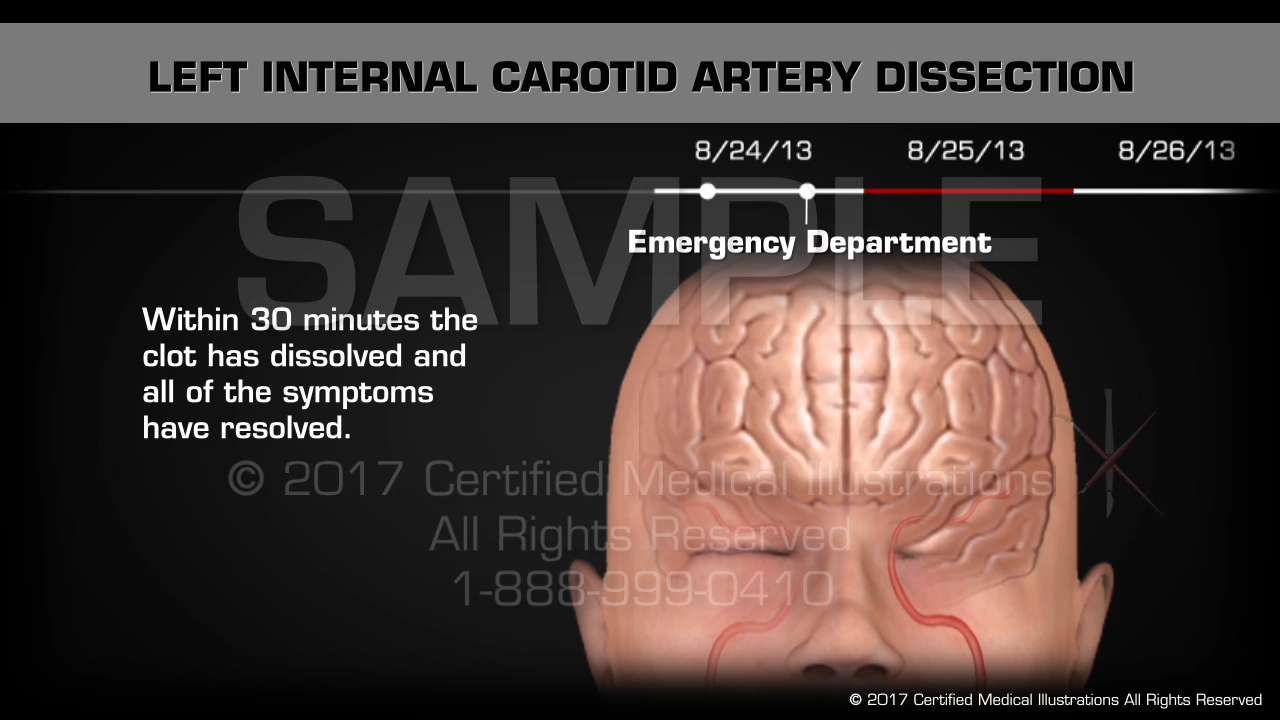 LEFT INTERNAL CAROTID ARTERY DISSECTION
8/24/13 8/25/13 8/26/13
SAMPLE
Emergency Department
Within 30 minutes the
clot has dissolved and
all of the symptoms
have resolved.
© 2017 Certified Medical Illustrations
All Rights Reserved
1-888-999-0410
© 2017 Certified Medical Illustrations All Rights Reserved